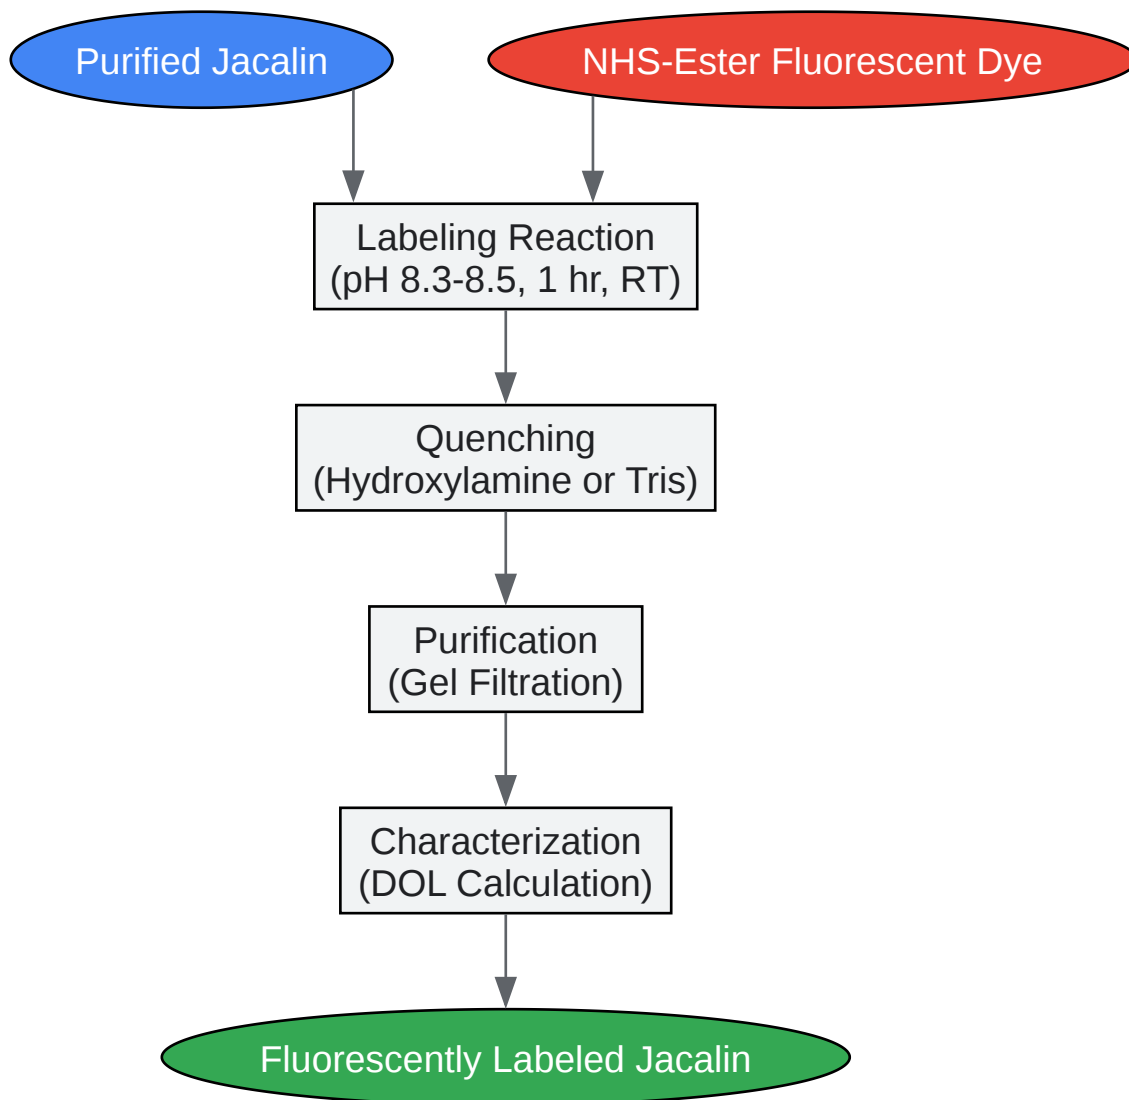 Purified Jacalin
NHS-Ester Fluorescent Dye
Labeling Reaction
(pH 8.3-8.5, 1 hr, RT)
Quenching
(Hydroxylamine or Tris)
Purification
(Gel Filtration)
Characterization
(DOL Calculation)
Fluorescently Labeled Jacalin